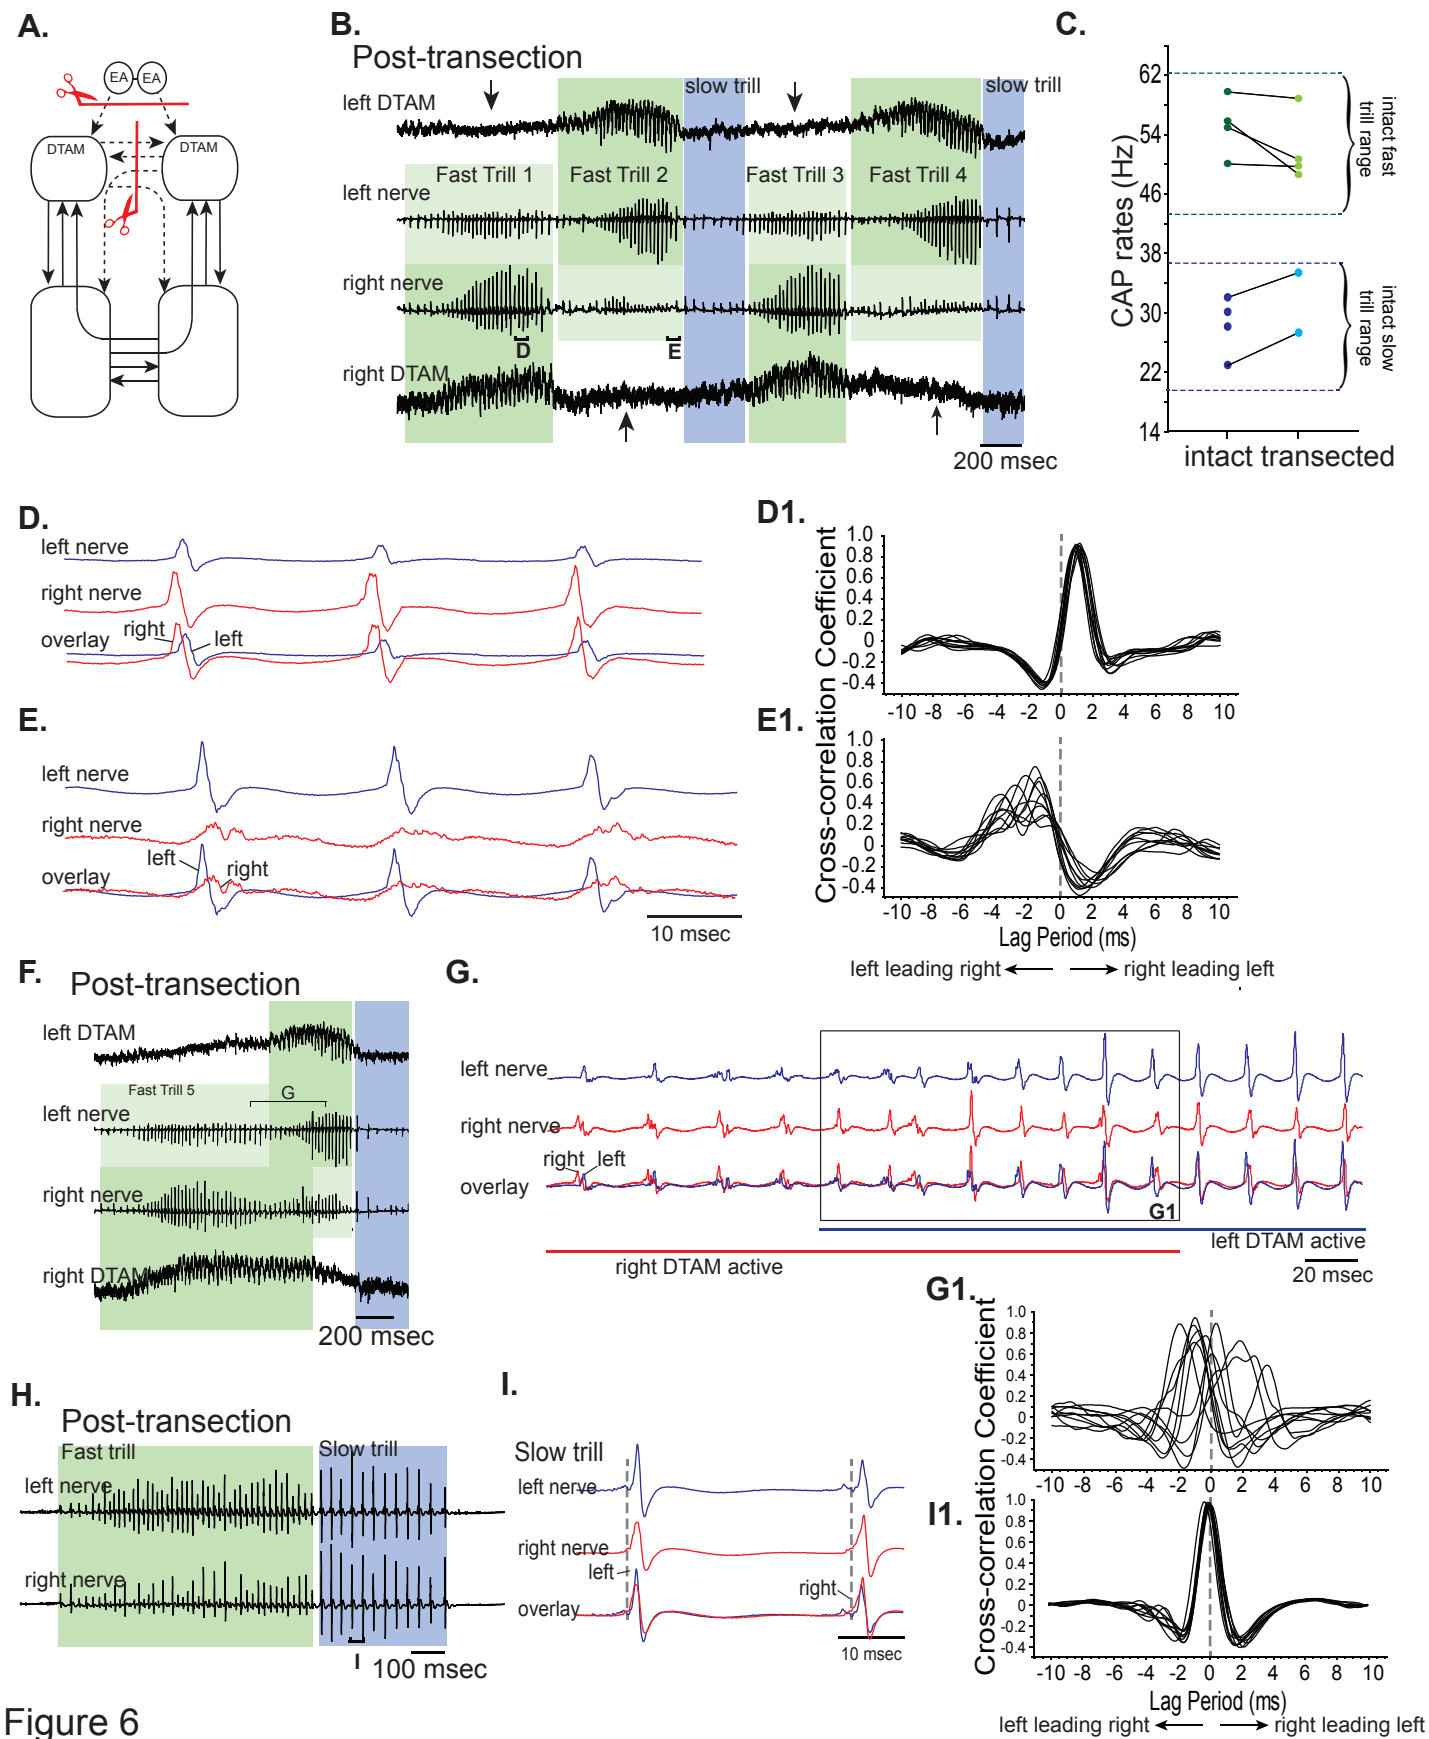 A.
EA
EA
DTAM
DTAM
B.
Post-transection
left DTAM
slow trill
slow trill
Fast Trill 1
Fast Trill 2
Fast Trill 3
Fast Trill 4
left nerve
right nerve
D
E
right DTAM
200 msec
C.
CAP rates (Hz)
62
54
46
38
30
22
14
intact fast
trill range
intact slow
trill range
intact
transected
D.
left nerve
right nerve
overlay
right
left
D1.
Cross-correlation Coefficient
1.0
0.8
0.6
0.4
0.2
0
-0.2
-0.4
-10 -8 -6 -4 -2 0 2 4 6 8 10
E.
left nerve
right nerve
left
right
overlay
10 msec
E1.
1.0
0.8
0.6
0.4
0.2
0
-0.2
-0.4
-10 -8 -6 -4 -2 0 2 4 6 8 10
Lag Period (ms)
left leading right
right leading left
F.
Post-transection
left DTAM
Fast Trill 5
G
left nerve
right nerve
right DTAM
200 msec
G.
left nerve
right nerve
right
left
overlay
G1
left DTAM active
right DTAM active
20 msec
G1.
Cross-correlation Coefficient
1.0
0.8
0.6
0.4
0.2
0
-0.2
-0.4
-10 -8 -6 -4 -2 0 2 4 6 8 10
H.
Post-transection
Fast trill
Slow trill
left nerve
right nerve
I
100 msec
I.
Slow trill
left nerve
right nerve
left
right
overlay
10 msec
I1.
1.0
0.8
0.6
0.4
0.2
0
-0.2
-0.4
-10 -8 -6 -4 -2 0 2 4 6 8 10
Lag Period (ms)
left leading right
right leading left
Figure 6